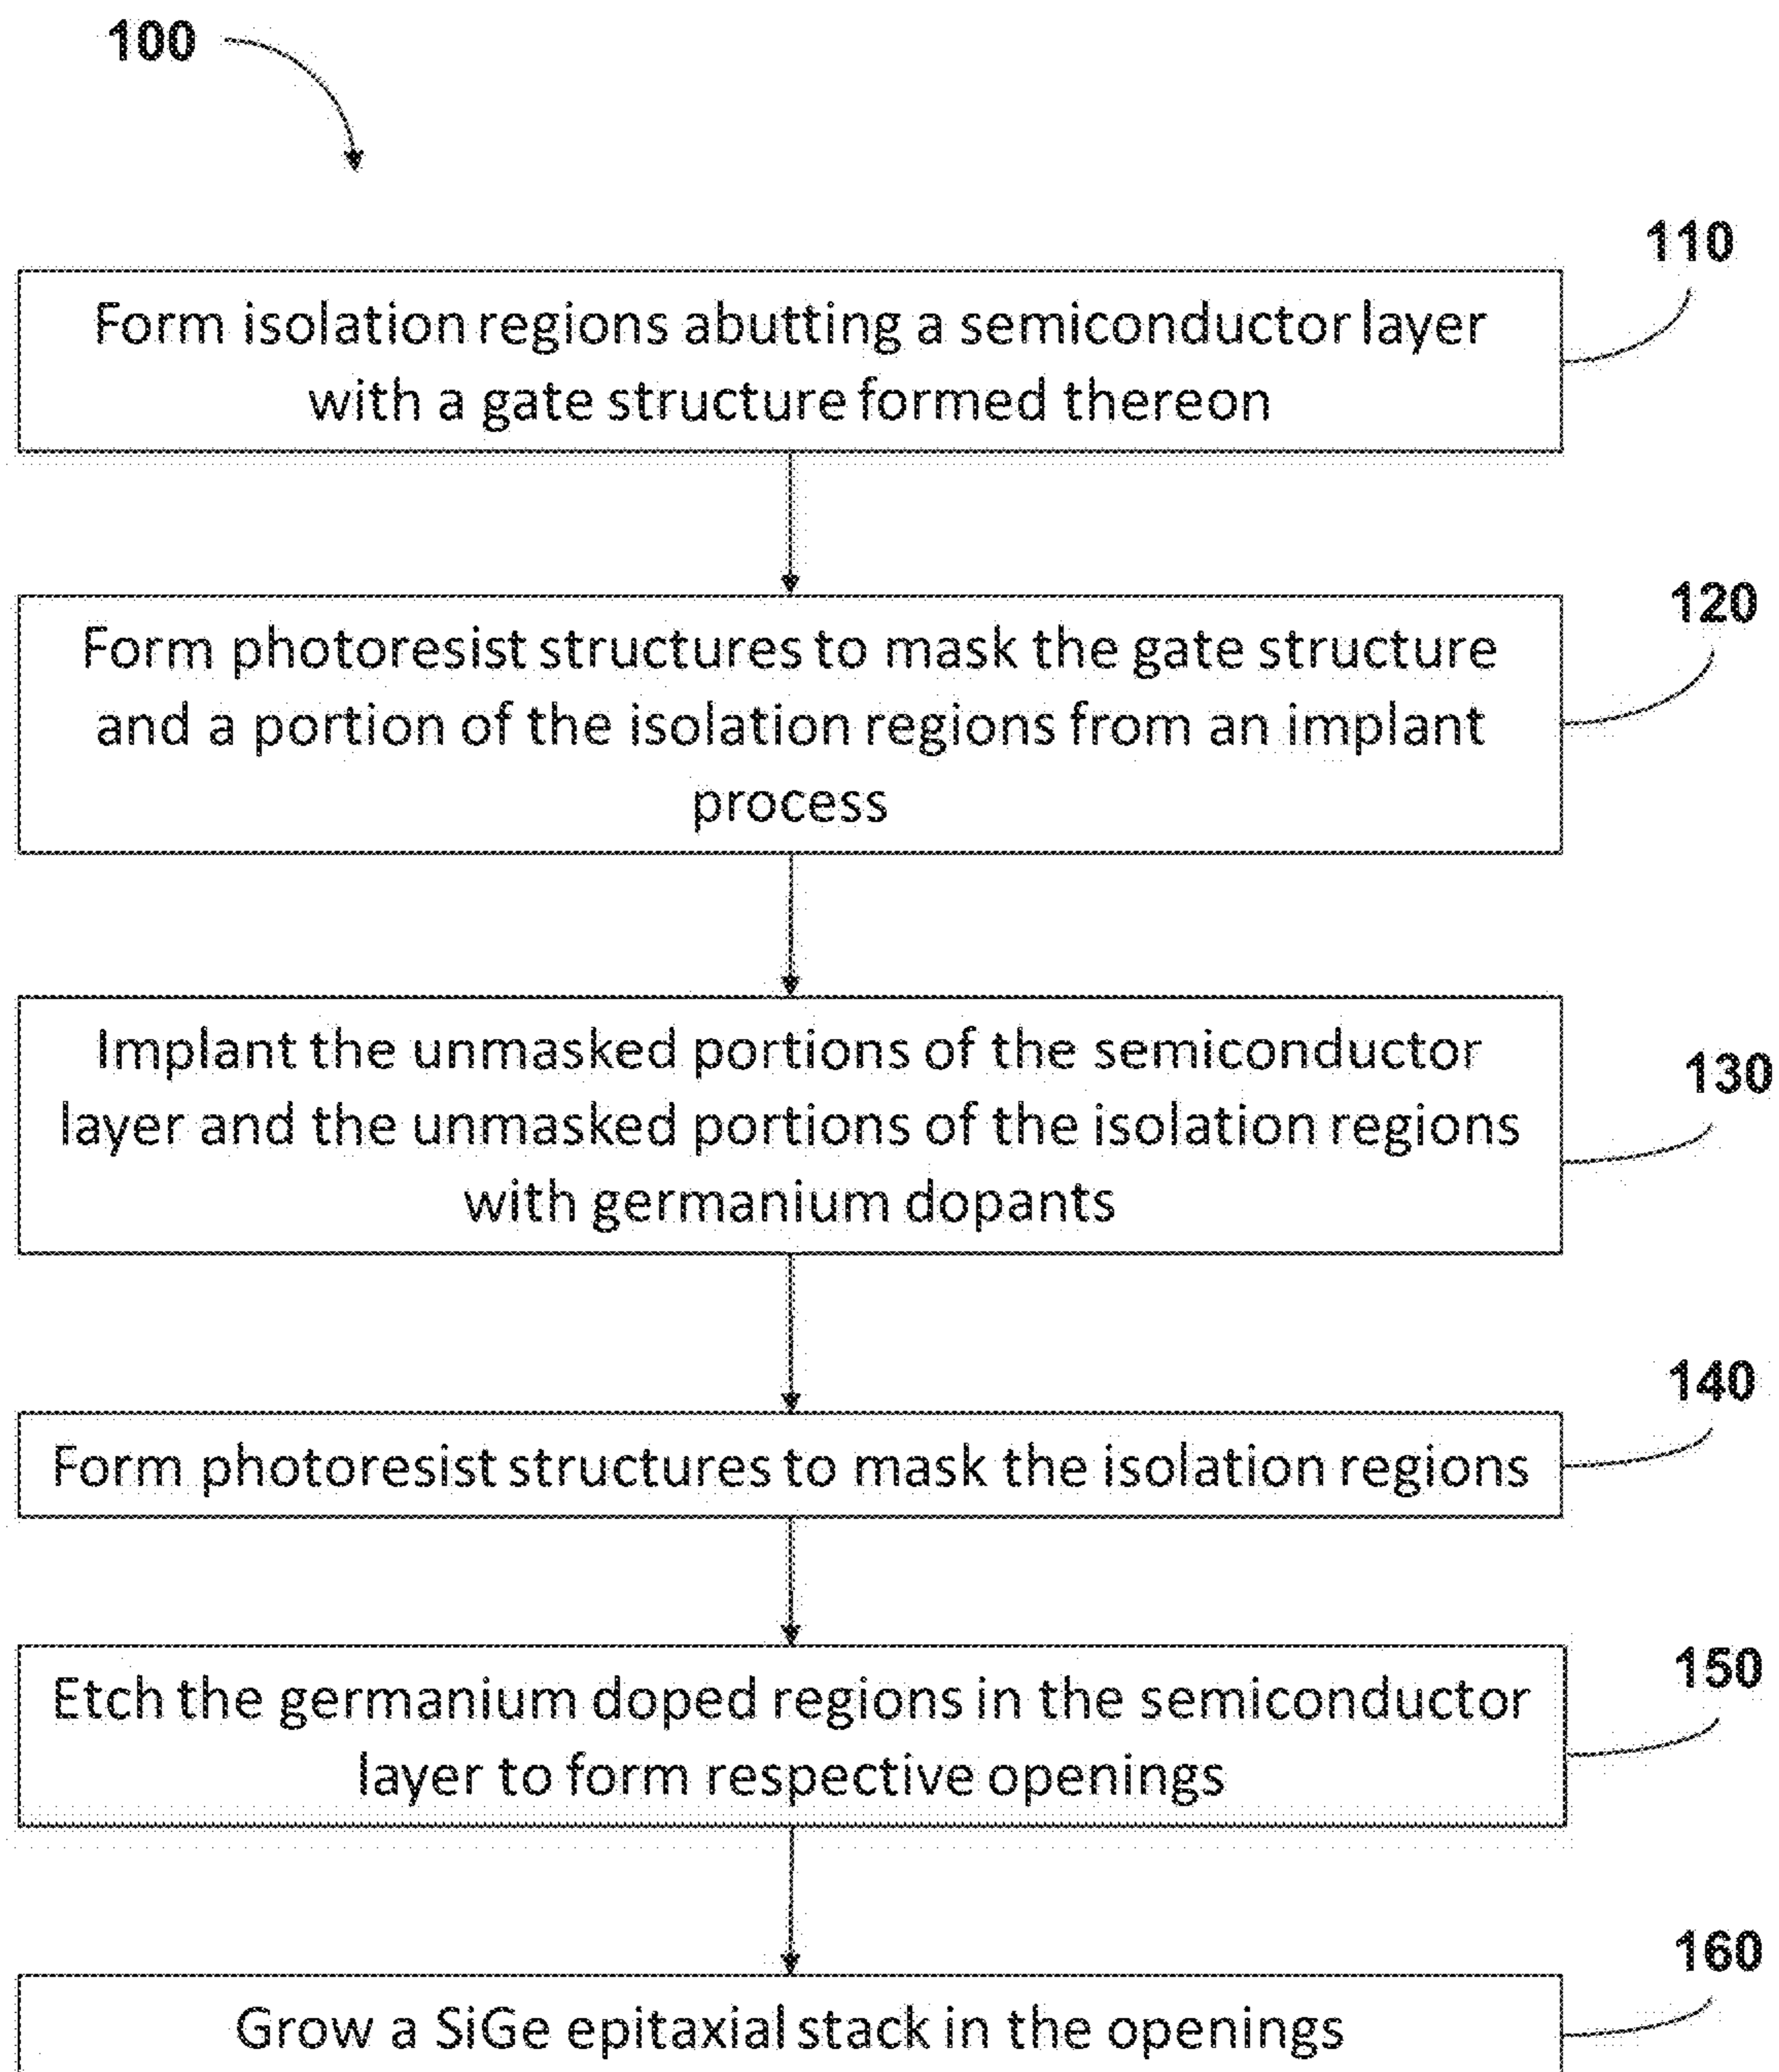 100
110
Form isolation regions abutting a semiconductor layer
with a gate structure formed thereon
120
Form photoresist structures to mask the gate structure
and a portion of the isolation regions from an implant
process
130
Implant the unmasked portions of the semiconductor
layer and the unmasked portions of the isolation regions
with germanium dopants
140
Form photoresist structures to mask the isolation regions
150
Etch the germanium doped regions in the semiconductor
layer to form respective openings
160
Grow a SiGe epitaxial stack in the openings